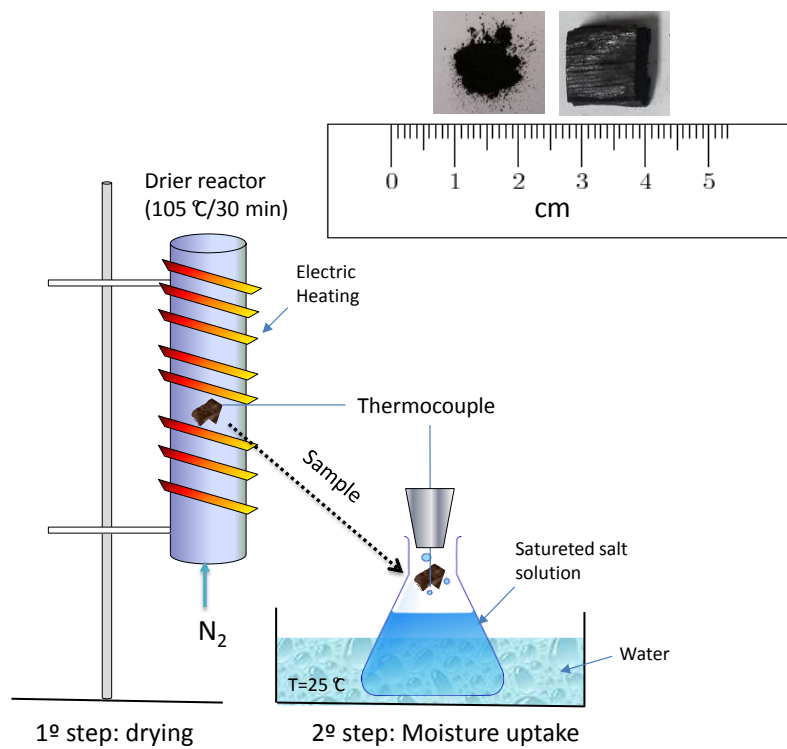 0 1 2 3 4 5
cm
Drier reactor
(105 ℃/30 min)
Electric
Heating
Thermocouple
Sample
Satureted salt
solution
N₂
Water
T=25 ℃
1º step: drying
2º step: Moisture uptake